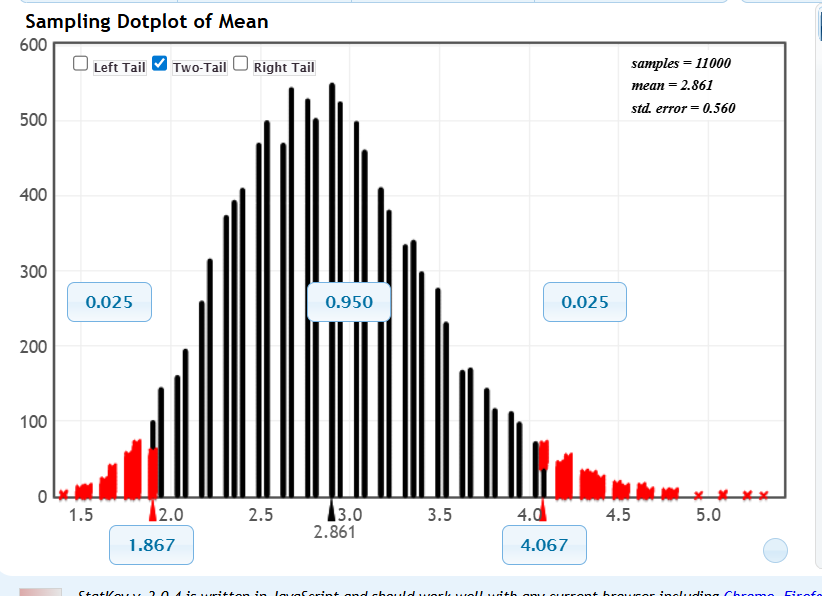 Sampling Dotplot of Mean
600
Left Tail Two-Tail Right Tail
samples = 11000
mean = 2.861
std. error = 0.560
500
400
300
0.025 0.950 0.025
200
100
0
1.5 2.0 2.5 3.0 3.5 4.0 4.5 5.0
2.861
1.867 4.067